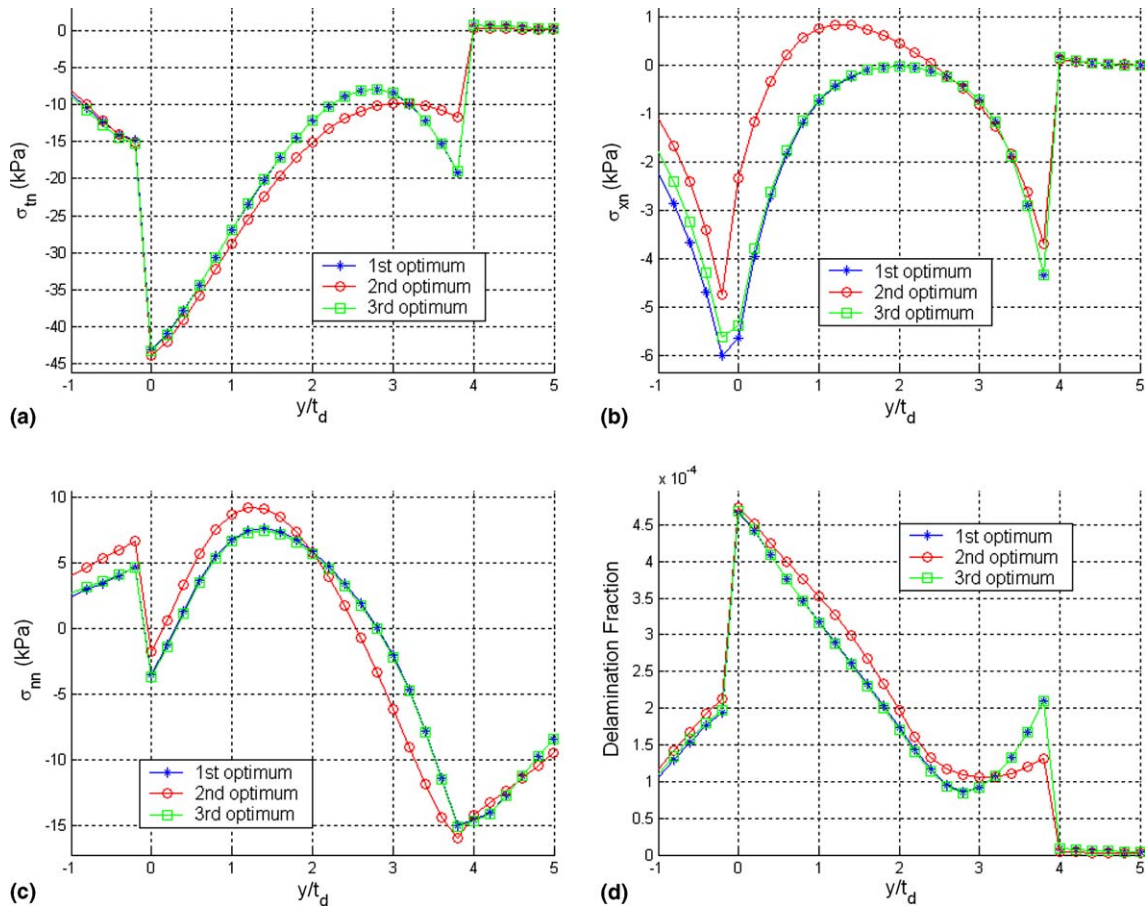 0
-5
-10
-15
-20
-25
-30
-35
-40
-45
σtn (kPa)
1st optimum
2nd optimum
3rd optimum
-1 0 1 2 3 4 5
y/td
(a)
1
0
-1
-2
-3
-4
-5
-6
σxn (kPa)
1st optimum
2nd optimum
3rd optimum
-1 0 1 2 3 4 5
y/td
(b)
10
5
0
-5
-10
-15
σnn (kPa)
1st optimum
2nd optimum
3rd optimum
-1 0 1 2 3 4 5
y/td
(c)
x 10-4
4.5
4
3.5
3
2.5
2
1.5
1
0.5
0
Delamination Fraction
1st optimum
2nd optimum
3rd optimum
-1 0 1 2 3 4 5
y/td
(d)